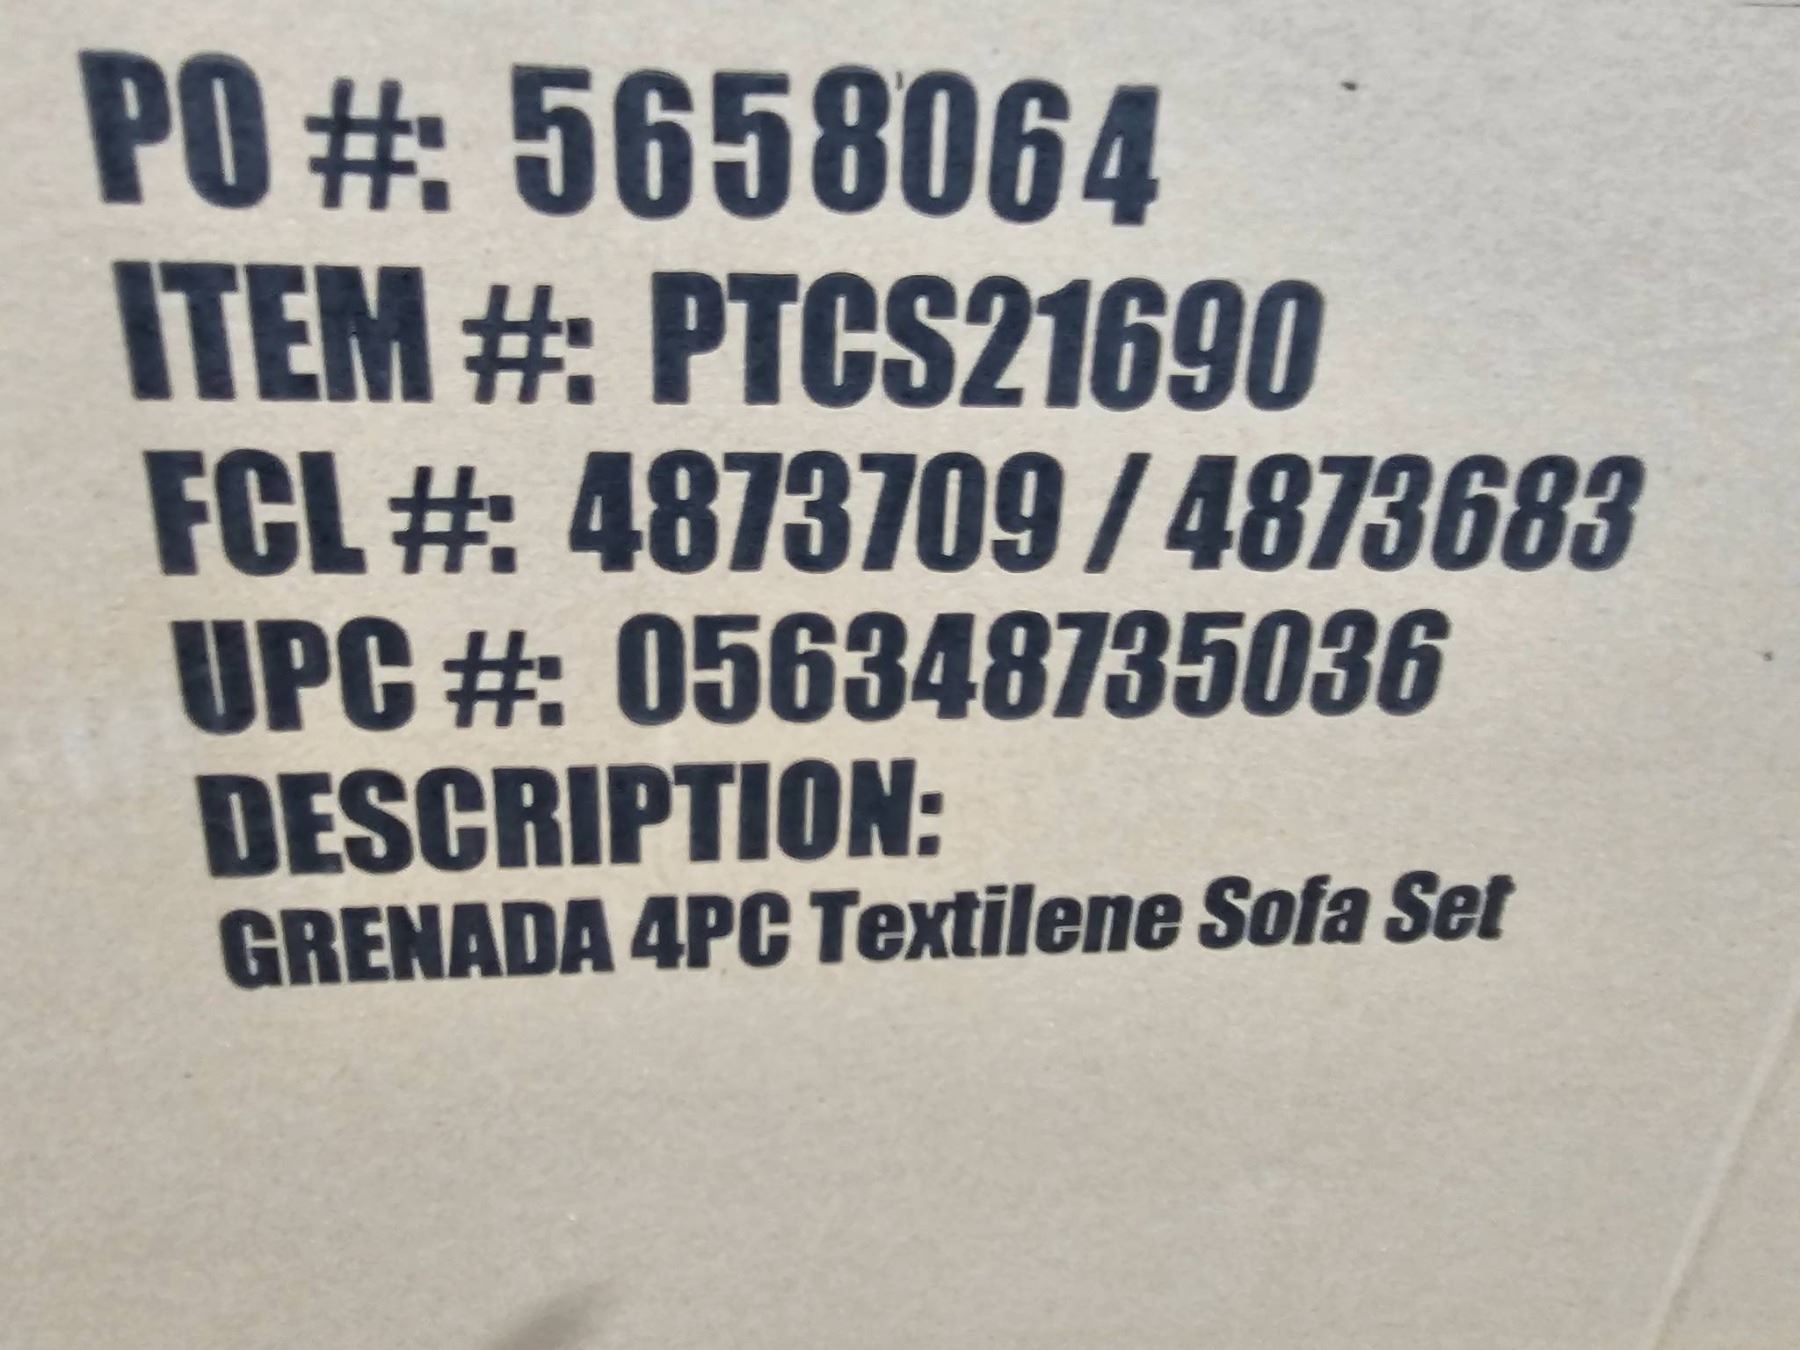 PO #: 5658064
ITEM #: PTCS21690
FCL #: 4873709 / 4873683
UPC #: 056348735036
DESCRIPTION:
GRENADA 4PC Textilene Sofa Set